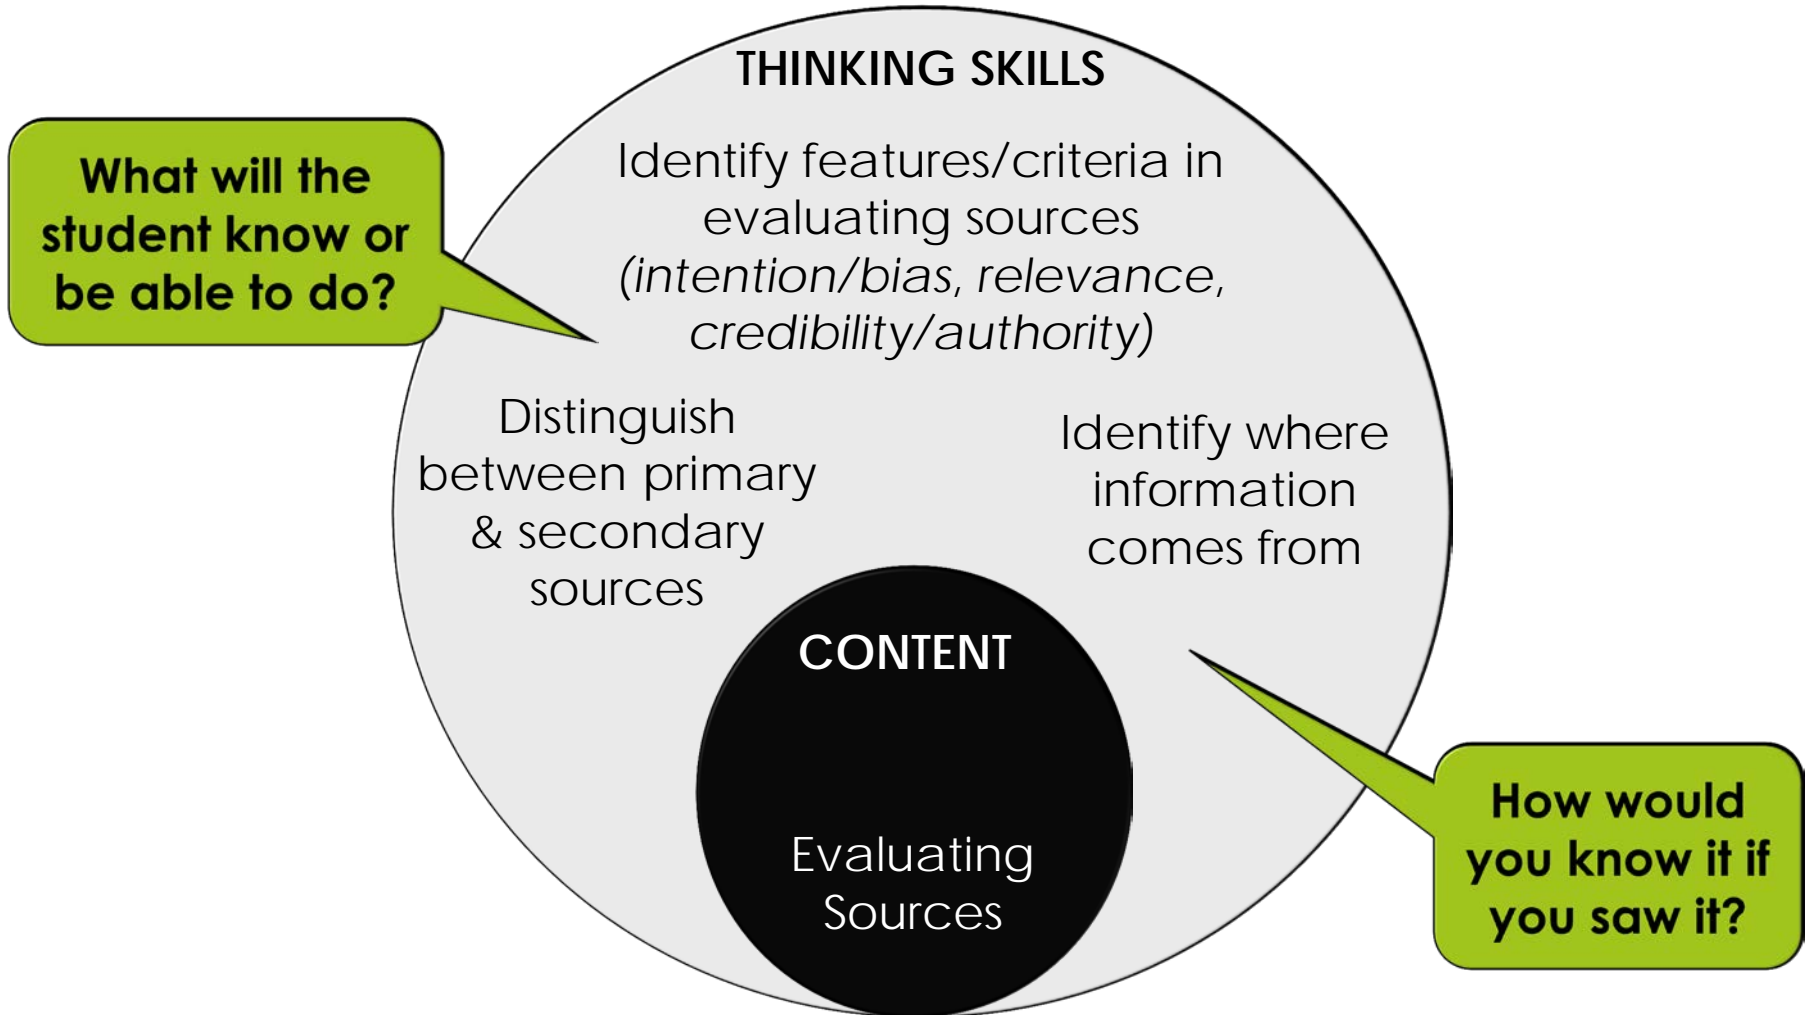 THINKING SKILLS
What will the
student know or
be able to do?
Identify features/criteria in
evaluating sources
(intention/bias, relevance,
credibility/authority)
Distinguish
between primary
& secondary
sources
Identify where
information
comes from
CONTENT
Evaluating
Sources
How would
you know it if
you saw it?